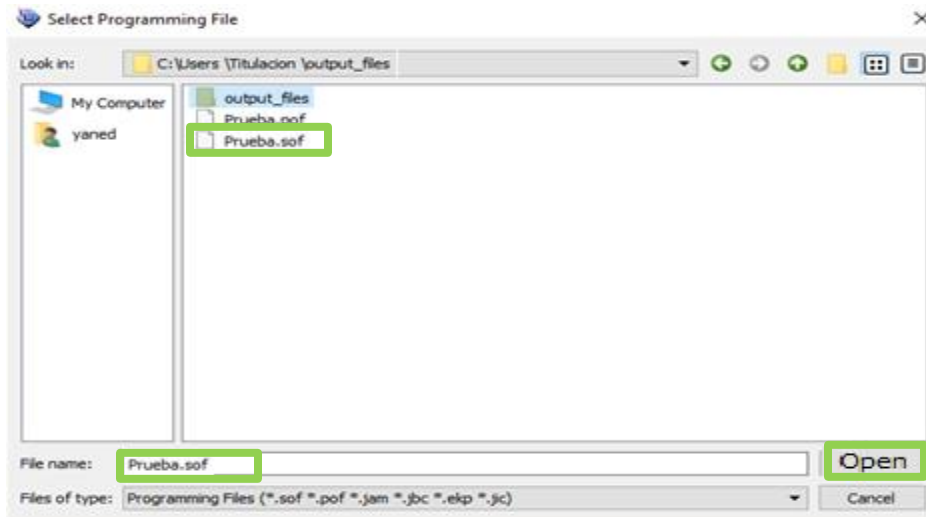 Select Programming File
Look in: C:\Users \Titulacion \output_files
My Computer
yaned
output_files
Prueba.pof
Prueba.sof
File name: Prueba.sof Open
Files of type: Programming Files (*.sof *.pof *.jam *.jbc *.ekp *.jic) Cancel